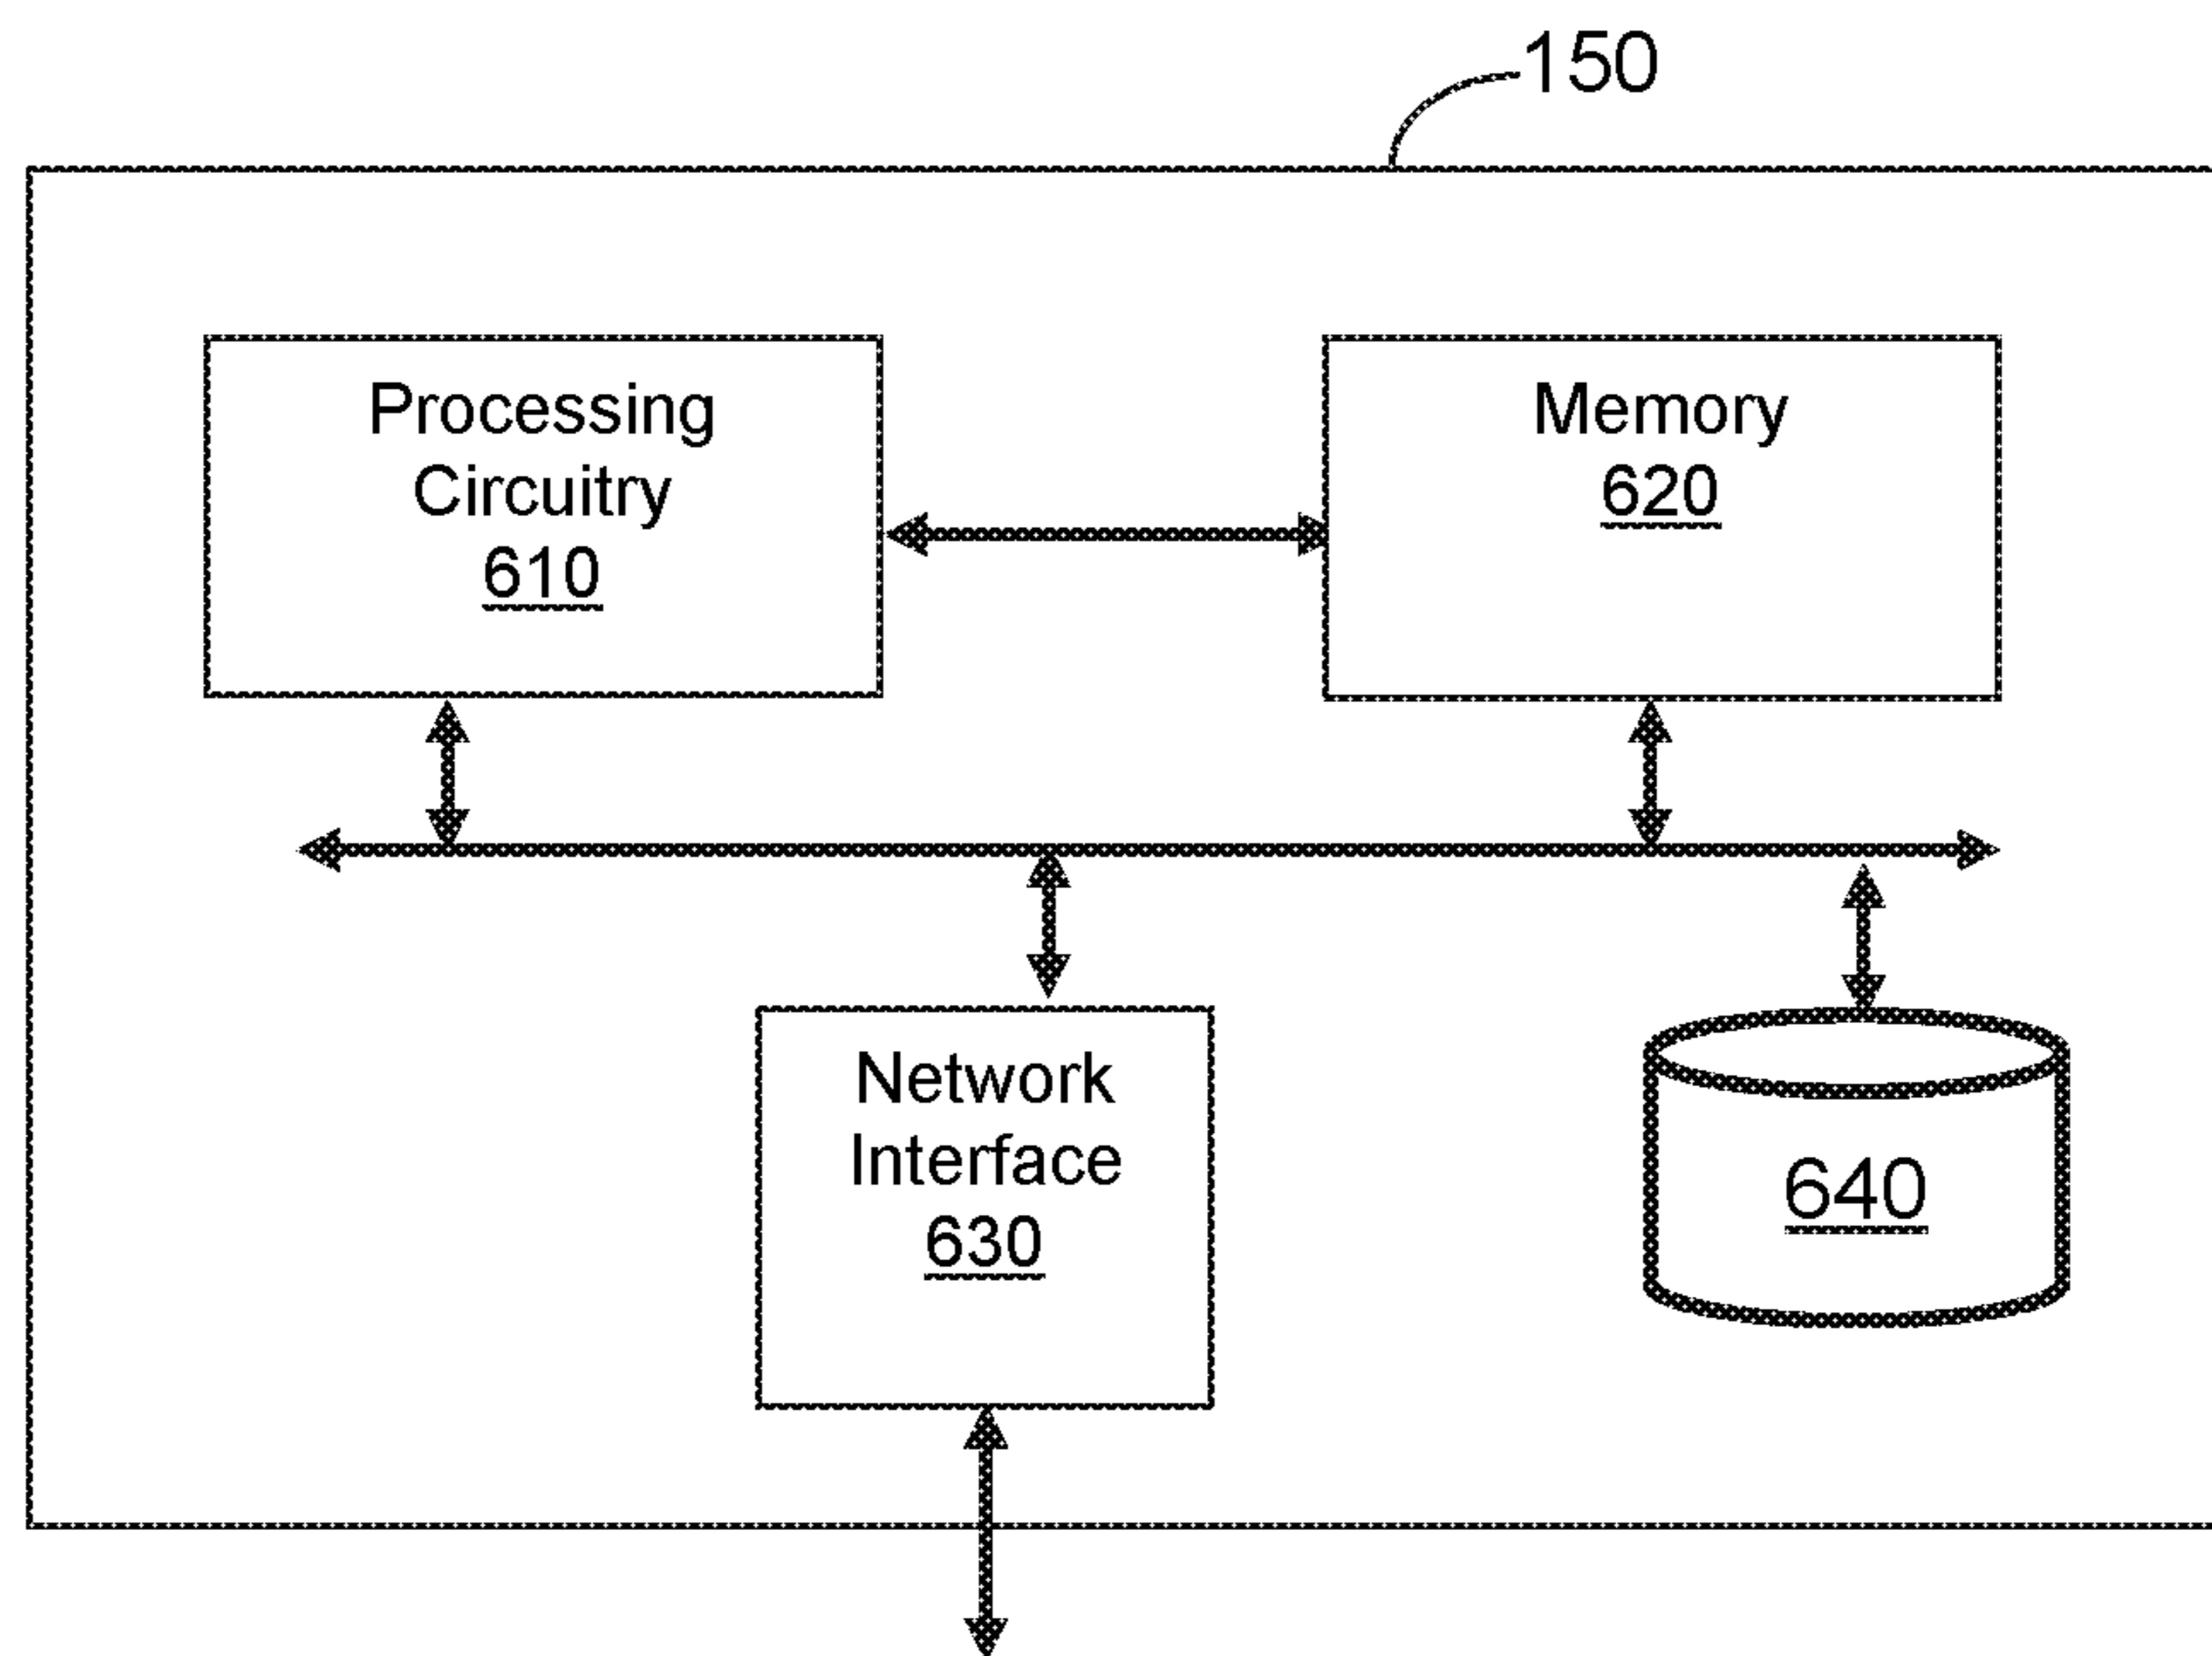 150
Processing
Circuitry
610
Memory
620
Network
Interface
630
640